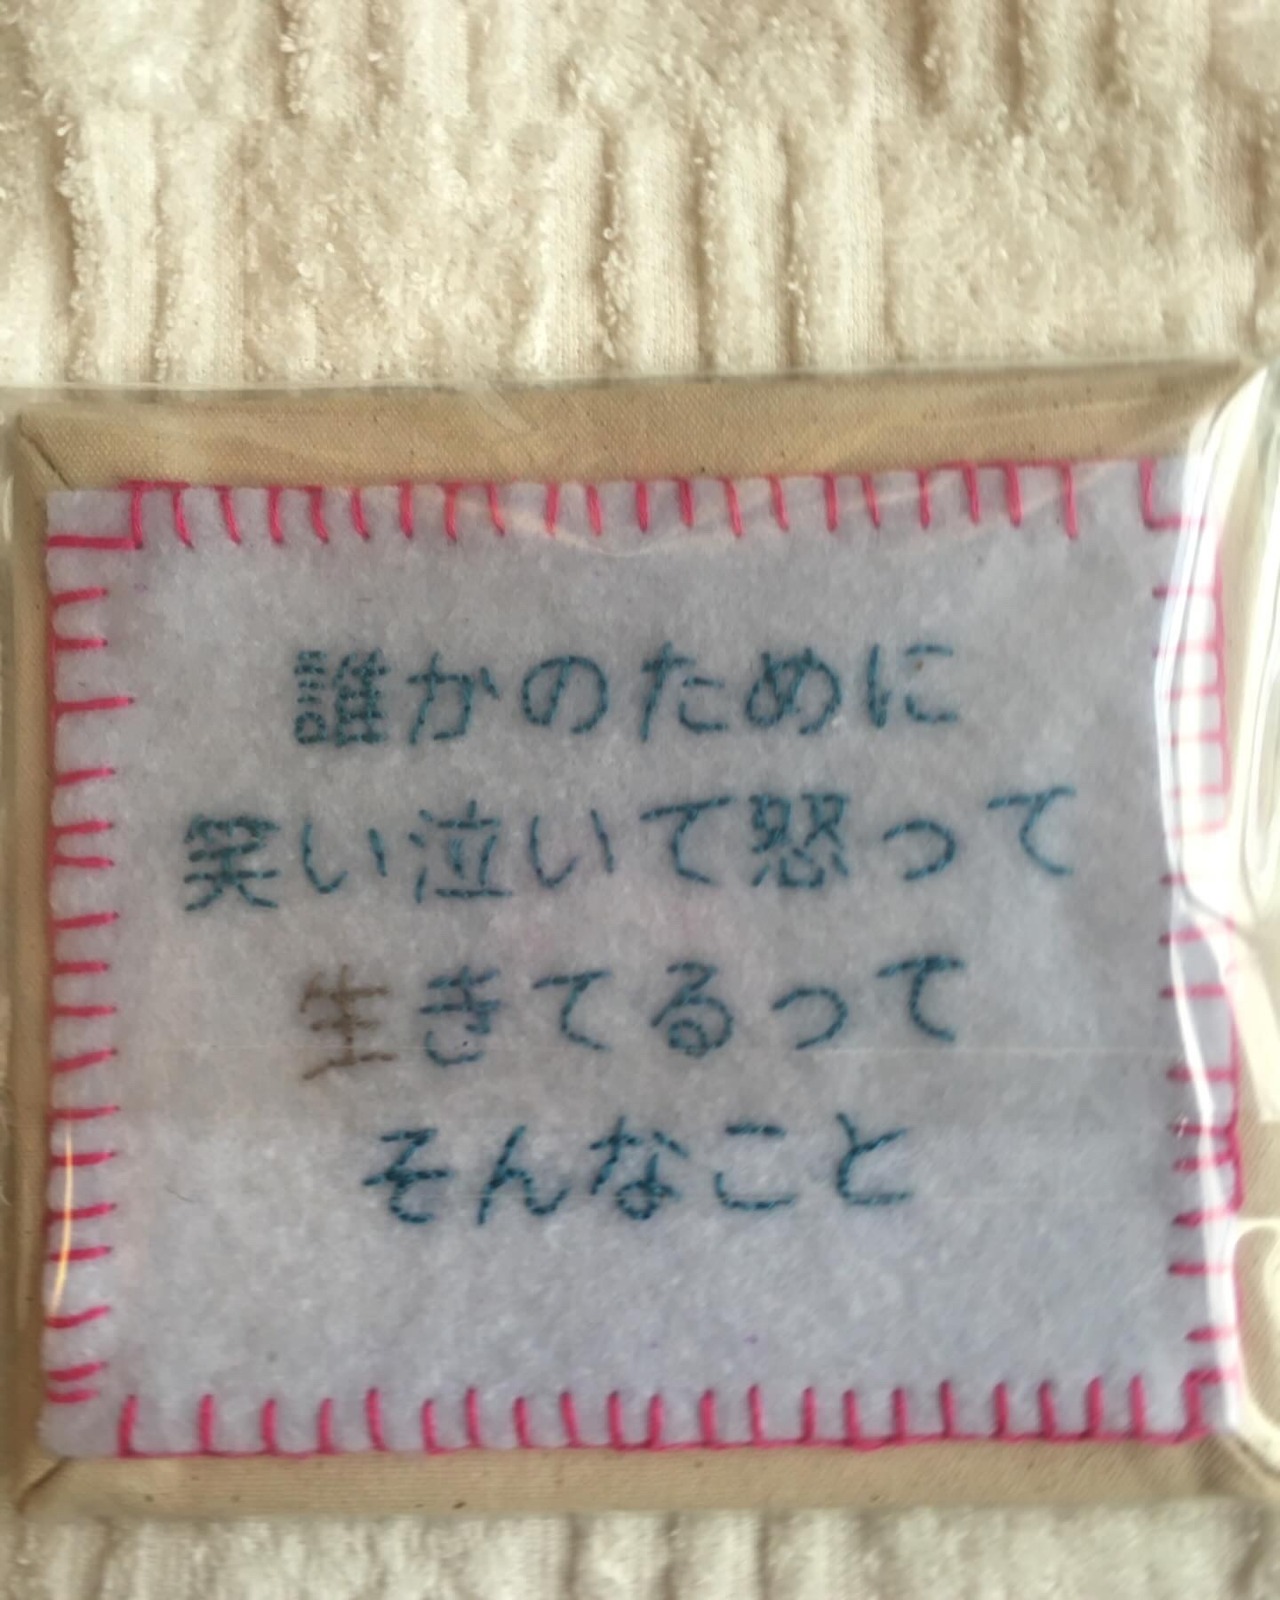 誰かのために
笑い泣いて怒って
生きてるって
そんなこと